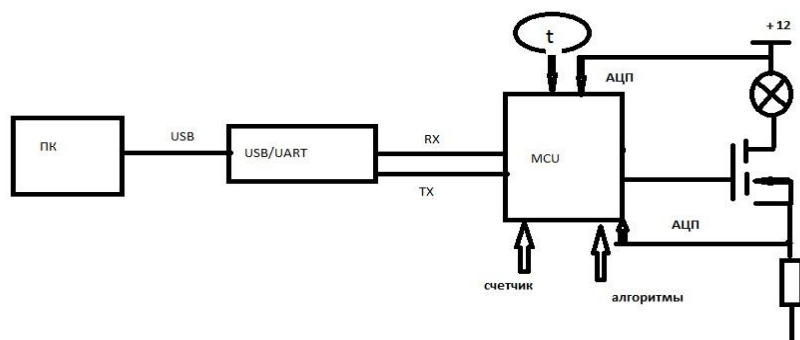 t
+ 12
АЦП
ПК
USB
USB/UART
RX
MCU
TX
АЦП
счетчик
алгоритмы